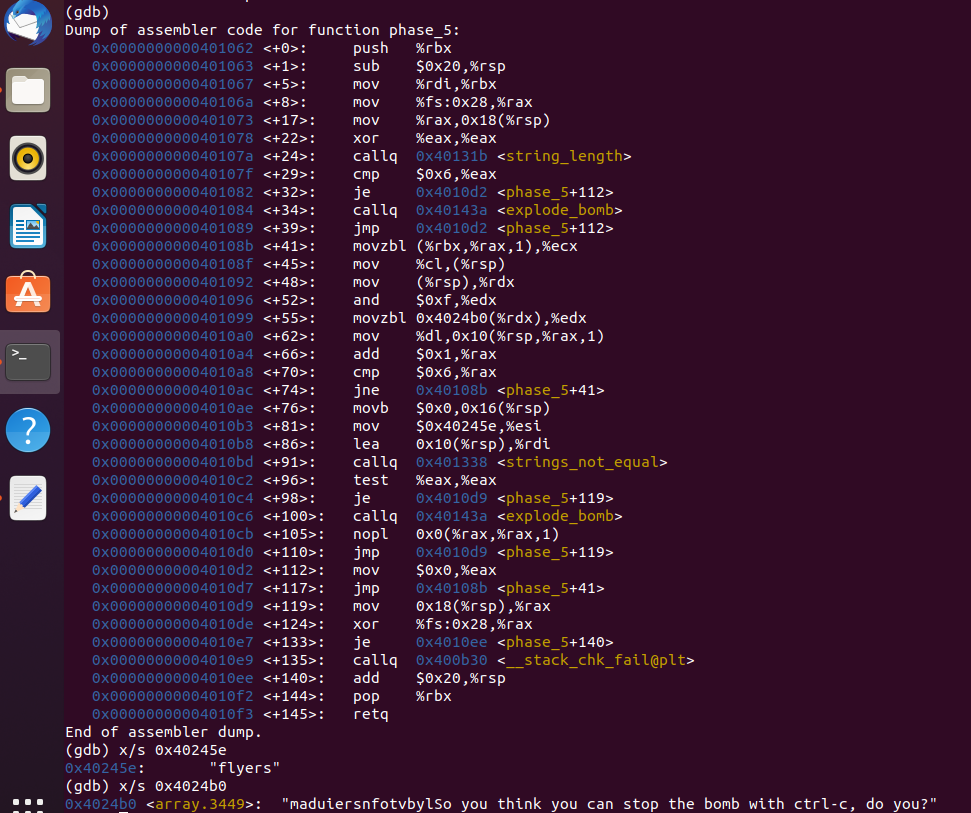 (gdb)
Dump of assembler code for function phase_5:
0x0000000000401062 <+0>: push %rbx
0x0000000000401063 <+1>: sub $0x20,%rsp
0x0000000000401067 <+5>: mov %rdi,%rbx
0x000000000040106a <+8>: mov %fs:0x28,%rax
0x0000000000401073 <+17>: mov %rax,0x18(%rsp)
0x0000000000401078 <+22>: xor %eax,%eax
0x000000000040107a <+24>: callq 0x40131b <string_length>
0x000000000040107f <+29>: cmp $0x6,%eax
0x0000000000401082 <+32>: je 0x4010d2 <phase_5+112>
0x0000000000401084 <+34>: callq 0x40143a <explode_bomb>
0x0000000000401089 <+39>: jmp 0x4010d2 <phase_5+112>
0x000000000040108b <+41>: movzbl (%rbx,%rax,1),%ecx
0x000000000040108f <+45>: mov %cl,(%rsp)
0x0000000000401092 <+48>: mov (%rsp),%rdx
0x0000000000401096 <+52>: and $0xf,%edx
0x0000000000401099 <+55>: movzbl 0x4024b0(%rdx),%edx
0x00000000004010a0 <+62>: mov %dl,0x10(%rsp,%rax,1)
0x00000000004010a4 <+66>: add $0x1,%rax
0x00000000004010a8 <+70>: cmp $0x6,%rax
0x00000000004010ac <+74>: jne 0x40108b <phase_5+41>
0x00000000004010ae <+76>: movb $0x0,0x16(%rsp)
0x00000000004010b3 <+81>: mov $0x40245e,%esi
0x00000000004010b8 <+86>: lea 0x10(%rsp),%rdi
0x00000000004010bd <+91>: callq 0x401338 <strings_not_equal>
0x00000000004010c2 <+96>: test %eax,%eax
0x00000000004010c4 <+98>: je 0x4010d9 <phase_5+119>
0x00000000004010c6 <+100>: callq 0x40143a <explode_bomb>
0x00000000004010cb <+105>: nopl 0x0(%rax,%rax,1)
0x00000000004010d0 <+110>: jmp 0x4010d9 <phase_5+119>
0x00000000004010d2 <+112>: mov $0x0,%eax
0x00000000004010d7 <+117>: jmp 0x40108b <phase_5+41>
0x00000000004010d9 <+119>: mov 0x18(%rsp),%rax
0x00000000004010de <+124>: xor %fs:0x28,%rax
0x00000000004010e7 <+133>: je 0x4010ee <phase_5+140>
0x00000000004010e9 <+135>: callq 0x400b30 <__stack_chk_fail@plt>
0x00000000004010ee <+140>: add $0x20,%rsp
0x00000000004010f2 <+144>: pop %rbx
0x00000000004010f3 <+145>: retq
End of assembler dump.
(gdb) x/s 0x40245e
0x40245e: "flyers"
(gdb) x/s 0x4024b0
0x4024b0 <array.3449>: "maduiersnfotvbylSo you think you can stop the bomb with ctrl-c, do you?"